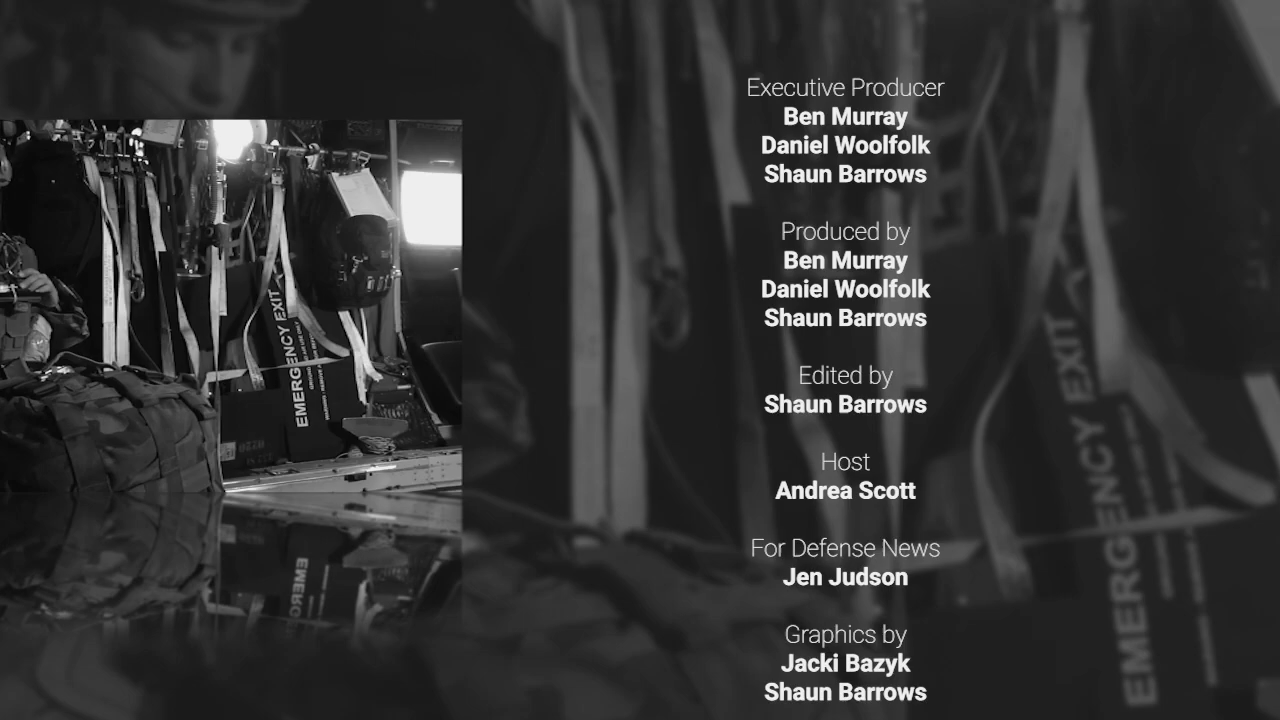 EMERGENCY EXIT
Executive Producer
Ben Murray
Daniel Woolfolk
Shaun Barrows
Produced by
Ben Murray
Daniel Woolfolk
Shaun Barrows
Edited by
Shaun Barrows
Host
Andrea Scott
For Defense News
Jen Judson
Graphics by
Jacki Bazyk
Shaun Barrows
EMERGENCY EXIT